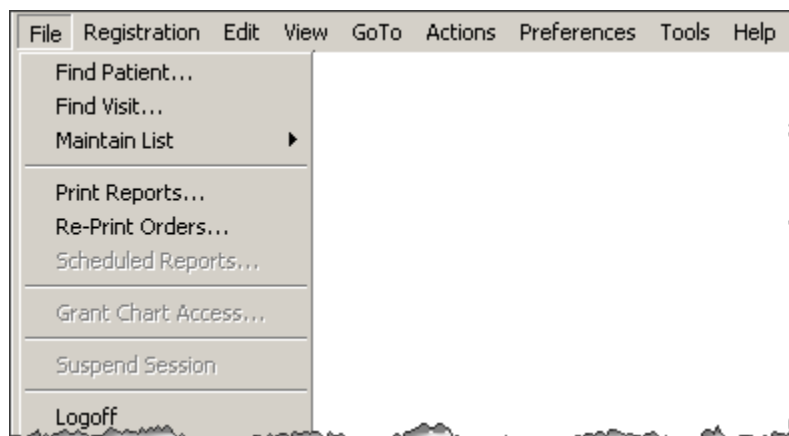 File Registration Edit View GoTo Actions Preferences Tools Help
Find Patient...
Find Visit...
Maintain List
Print Reports...
Re-Print Orders...
Scheduled Reports...
Grant Chart Access...
Suspend Session
Logoff